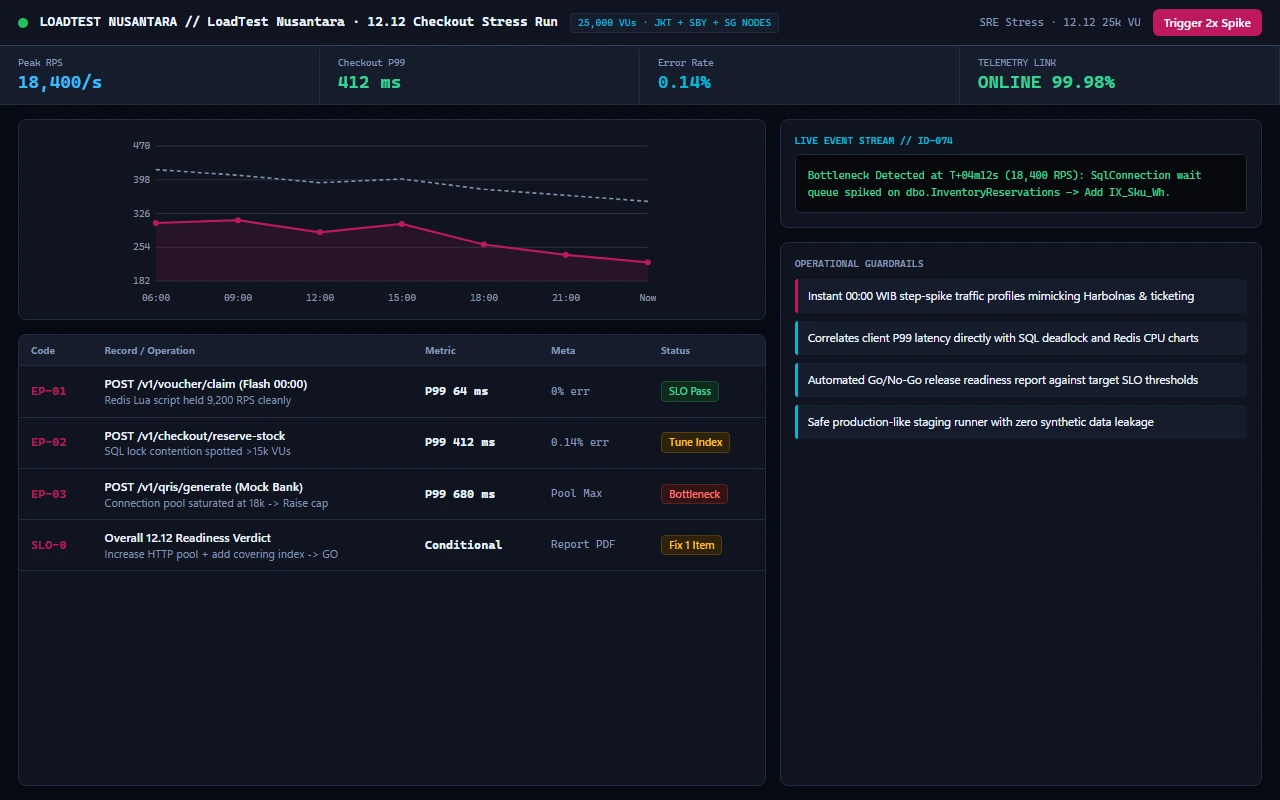 LOADTEST NUSANTARA // LoadTest Nusantara · 12.12 Checkout Stress Run
25,000 VUs · JKT + SBY + SG NODES
SRE Stress · 12.12 25k VU
Trigger 2x Spike
Peak RPS
18,400/s
Checkout P99
412 ms
Error Rate
0.14%
TELEMETRY LINK
ONLINE 99.98%
470
398
326
254
182
06:00
09:00
12:00
15:00
18:00
21:00
Now
Code
Record / Operation
Metric
Meta
Status
EP-01
POST /v1/voucher/claim (Flash 00:00)
Redis Lua script held 9,200 RPS cleanly
P99 64 ms
0% err
SLO Pass
EP-02
POST /v1/checkout/reserve-stock
SQL lock contention spotted >15k VUs
P99 412 ms
0.14% err
Tune Index
EP-03
POST /v1/qris/generate (Mock Bank)
Connection pool saturated at 18k -> Raise cap
P99 680 ms
Pool Max
Bottleneck
SLO-0
Overall 12.12 Readiness Verdict
Increase HTTP pool + add covering index -> GO
Conditional
Report PDF
Fix 1 Item
LIVE EVENT STREAM // ID-074
Bottleneck Detected at T+04m12s (18,400 RPS): SqlConnection wait
queue spiked on dbo.InventoryReservations -> Add IX_Sku_Wh.
OPERATIONAL GUARDRAILS
Instant 00:00 WIB step-spike traffic profiles mimicking Harbolnas & ticketing
Correlates client P99 latency directly with SQL deadlock and Redis CPU charts
Automated Go/No-Go release readiness report against target SLO thresholds
Safe production-like staging runner with zero synthetic data leakage